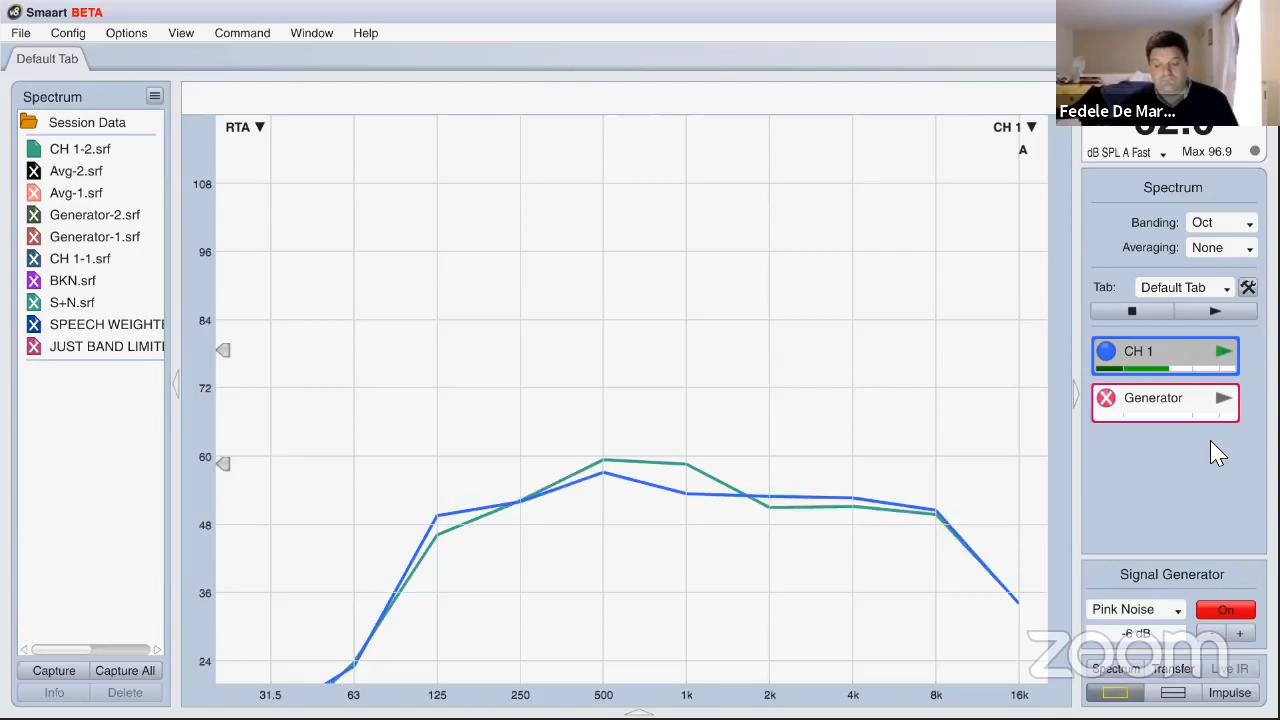 Smaart BETA
File Config Options View Command Window Help
Default Tab
Fedele De Mar...
Spectrum
Session Data
CH 1-2.srf
Avg-2.srf
Avg-1.srf
Generator-2.srf
Generator-1.srf
CH 1-1.srf
BKN.srf
S+N.srf
SPEECH WEIGHTE
JUST BAND LIMIT
Capture Capture All
Info Delete
RTA CH 1
A
108
96
84
72
60
48
36
24
31.5 63 125 250 500 1k 2k 4k 8k 16k
dB SPL A Fast Max 96.9
Spectrum
Banding: Oct
Averaging: None
Tab: Default Tab
CH 1
Generator
Signal Generator
Pink Noise On
-6 dB - +
zoom
Spectrum Transfer Live IR
Impulse